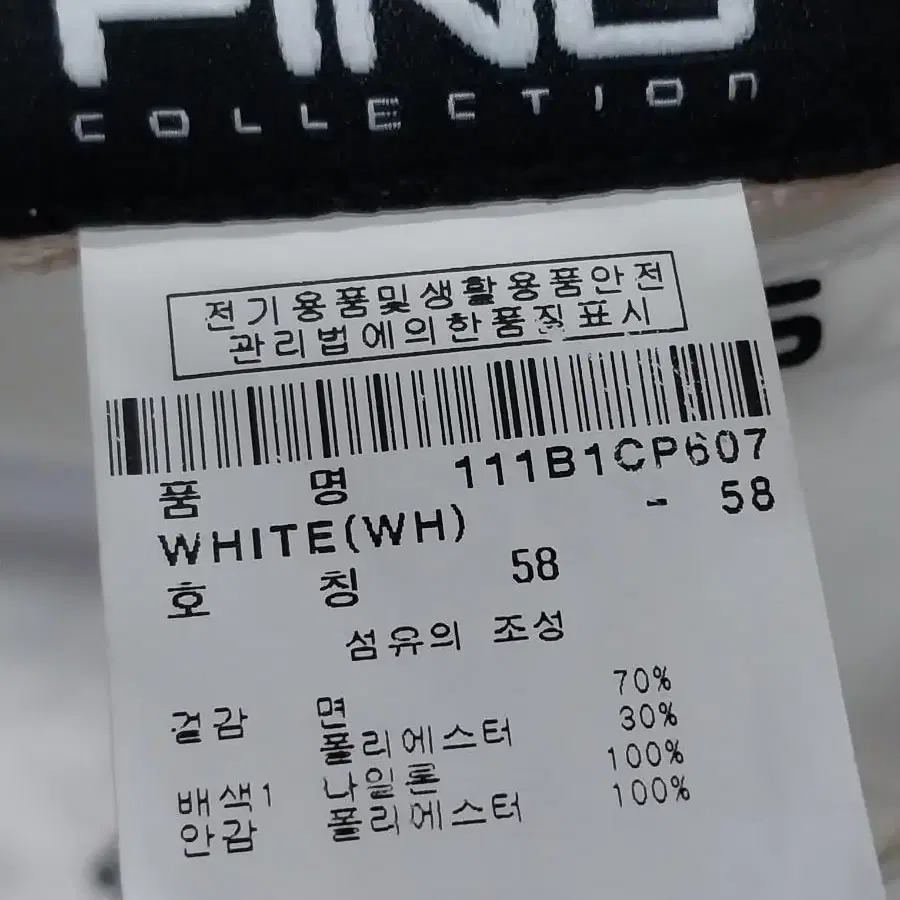 PING
COLLECTION
전기용품및생활용품안전
관리법에의한품질표시
품 명 111B1CP607
WHITE(WH) - 58
호 칭 58
섬유의 조성
겉감 면 70%
폴리에스터 30%
배색1 나일론 100%
안감 폴리에스터 100%